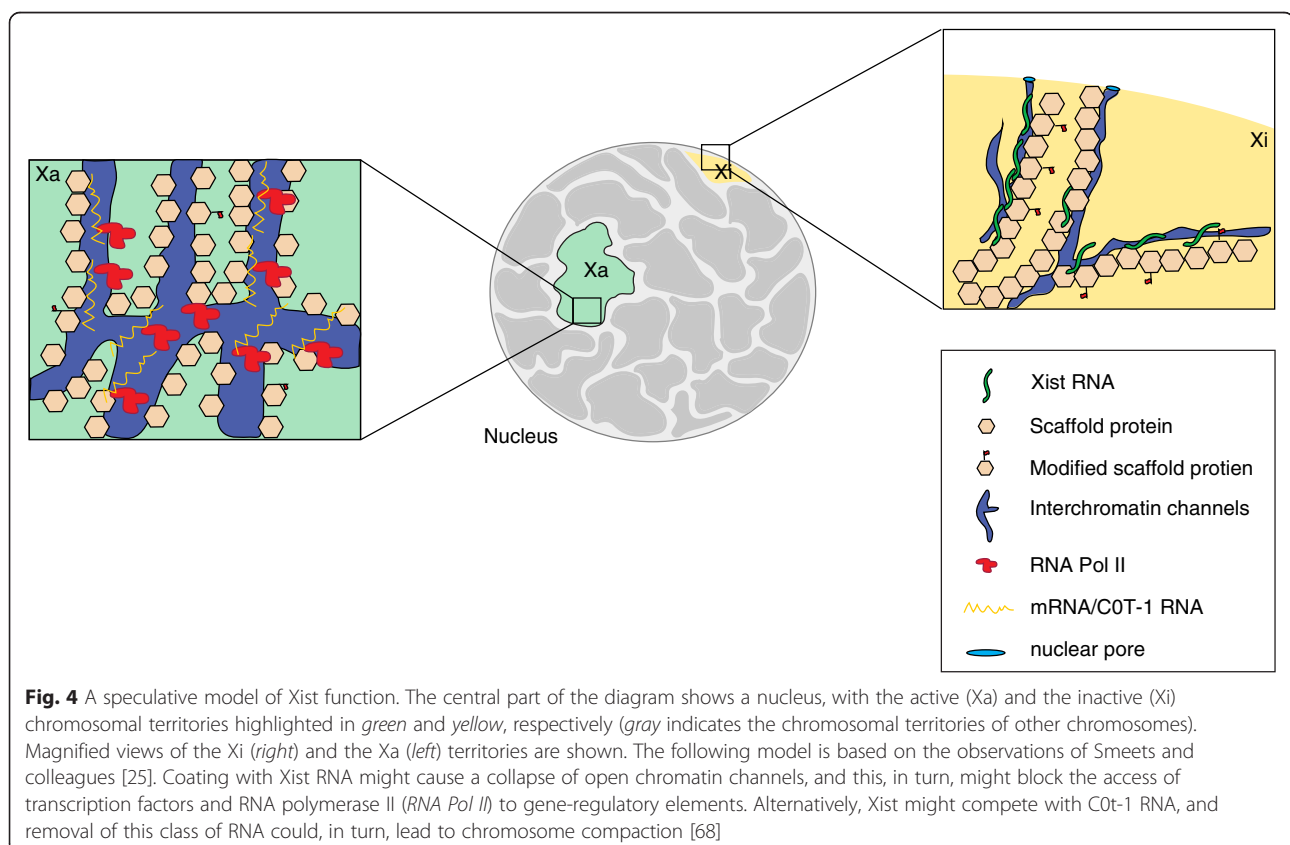 Xa
Xi
Xa
Xi
Nucleus
Xist RNA
Scaffold protein
Modified scaffold protien
Interchromatin channels
RNA Pol II
mRNA/C0T-1 RNA
nuclear pore
Fig. 4 A speculative model of Xist function. The central part of the diagram shows a nucleus, with the active (Xa) and the inactive (Xi)
chromosomal territories highlighted in green and yellow, respectively (gray indicates the chromosomal territories of other chromosomes).
Magnified views of the Xi (right) and the Xa (left) territories are shown. The following model is based on the observations of Smeets and
colleagues [25]. Coating with Xist RNA might cause a collapse of open chromatin channels, and this, in turn, might block the access of
transcription factors and RNA polymerase II (RNA Pol II) to gene-regulatory elements. Alternatively, Xist might compete with C0t-1 RNA, and
removal of this class of RNA could, in turn, lead to chromosome compaction [68]